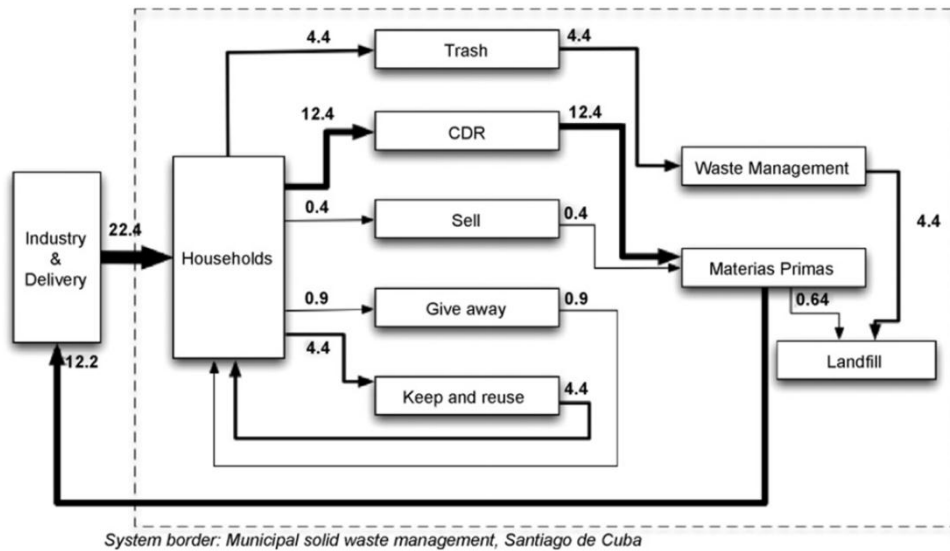 4.4
Trash
4.4
12.4
CDR
12.4
Waste Management
4.4
22.4
Industry
&
Delivery
Households
0.4
Sell
0.4
Materias Primas
0.64
0.9
Give away
0.9
Landfill
12.2
4.4
Keep and reuse
4.4
System border: Municipal solid waste management, Santiago de Cuba